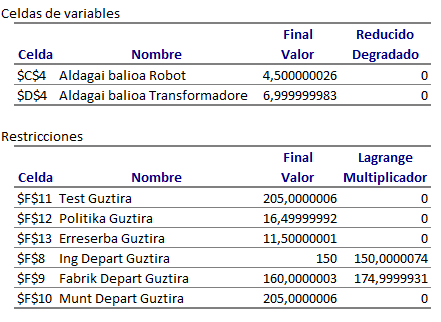 Celdas de variables
Final Reducido
Celda Nombre Valor Degradado
$C$4 Aldagai balioa Robot 4,500000026 0
$D$4 Aldagai balioa Transformadore 6,999999983 0
Restricciones
Final Lagrange
Celda Nombre Valor Multiplicador
$F$11 Test Guztira 205,0000006 0
$F$12 Politika Guztira 16,49999992 0
$F$13 Erreserba Guztira 11,50000001 0
$F$8 Ing Depart Guztira 150 150,0000074
$F$9 Fabrik Depart Guztira 160,0000003 174,9999931
$F$10 Munt Depart Guztira 205,0000006 0